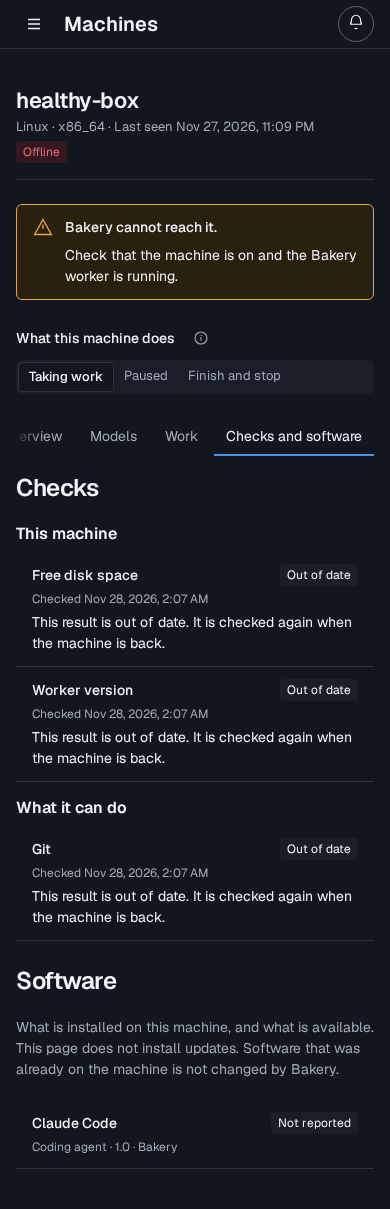 Machines
healthy-box
Linux · x86_64 · Last seen Nov 27, 2026, 11:09 PM
Offline
Bakery cannot reach it.
Check that the machine is on and the Bakery
worker is running.
What this machine does
Taking work Paused Finish and stop
erview Models Work Checks and software
Checks
This machine
Free disk space Out of date
Checked Nov 28, 2026, 2:07 AM
This result is out of date. It is checked again when
the machine is back.
Worker version Out of date
Checked Nov 28, 2026, 2:07 AM
This result is out of date. It is checked again when
the machine is back.
What it can do
Git Out of date
Checked Nov 28, 2026, 2:07 AM
This result is out of date. It is checked again when
the machine is back.
Software
What is installed on this machine, and what is available.
This page does not install updates. Software that was
already on the machine is not changed by Bakery.
Claude Code Not reported
Coding agent · 1.0 · Bakery